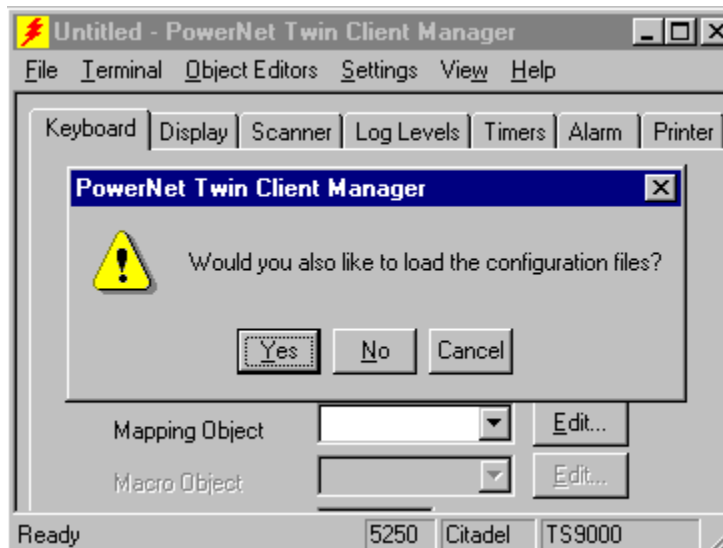 Untitled - PowerNet Twin Client Manager
File Terminal Object Editors Settings View Help
Keyboard Display Scanner Log Levels Timers Alarm Printer
PowerNet Twin Client Manager
Would you also like to load the configuration files?
Yes No Cancel
Mapping Object Edit...
Macro Object Edit...
Ready 5250 Citadel TS9000